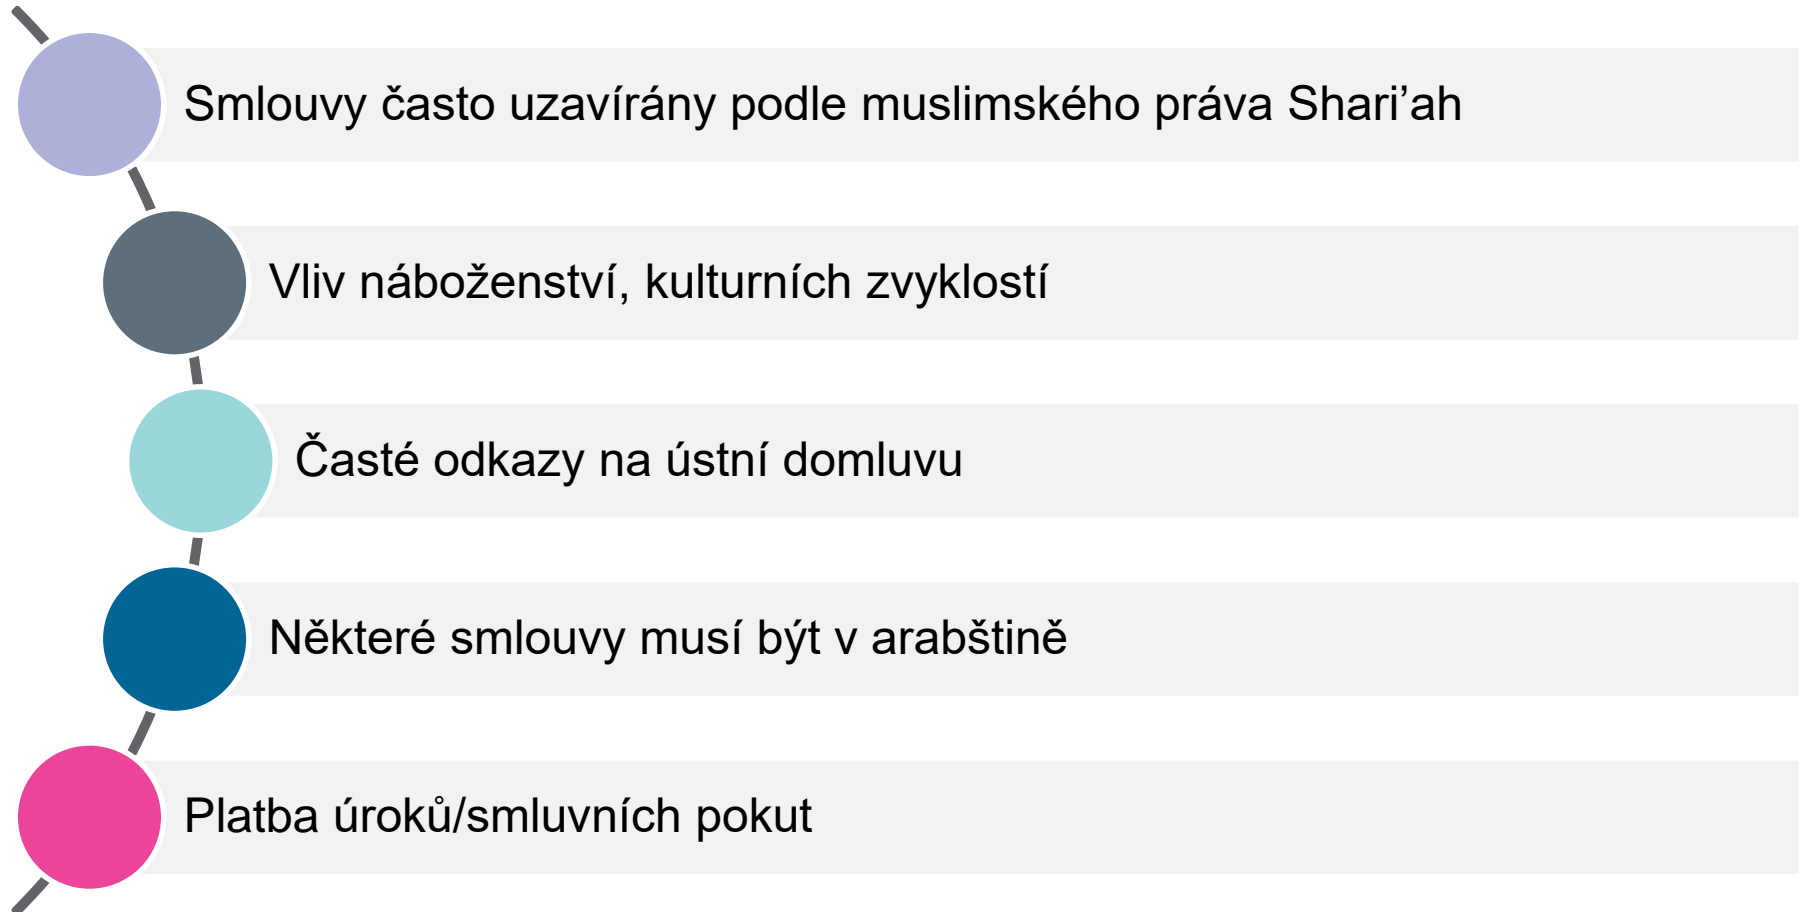 Smlouvy často uzavírány podle muslimského práva Shari’ah
Vliv náboženství, kulturních zvyklostí
Časté odkazy na ústní domluvu
Některé smlouvy musí být v arabštině
Platba úroků/smluvních pokut